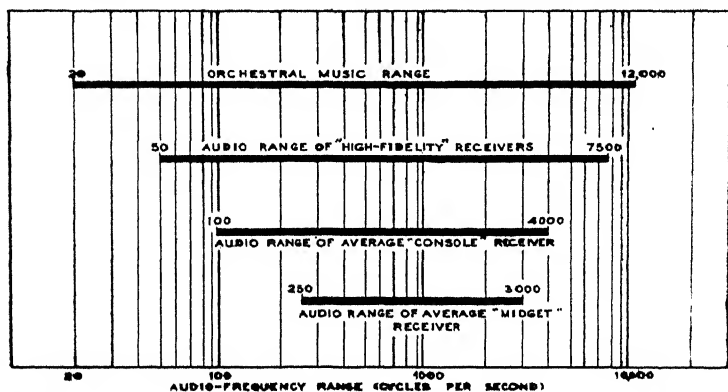 20 ORCHESTRAL MUSIC RANGE 12,000
50 AUDIO RANGE OF "HIGH-FIDELITY" RECEIVERS 7500
100 4000
AUDIO RANGE OF AVERAGE "CONSOLE" RECEIVER
250 3000
AUDIO RANGE OF AVERAGE "MIDGET"
RECEIVER
20 100 1000 10,000
AUDIO-FREQUENCY RANGE (CYCLES PER SECOND)